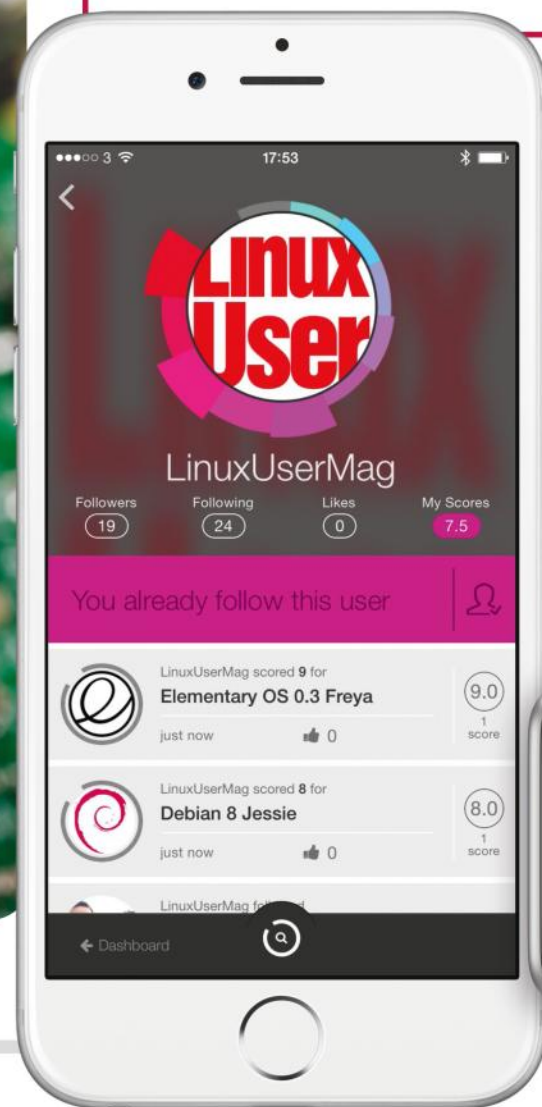 3
17:53
Linux
User
LinuxUserMag
Followers Following Likes My Scores
19 24 0 7.5
You already follow this user
LinuxUserMag scored 9 for
Elementary OS 0.3 Freya
just now 0
9.0
1
score
LinuxUserMag scored 8 for
Debian 8 Jessie
just now 0
8.0
1
score
LinuxUserMag
Dashboard